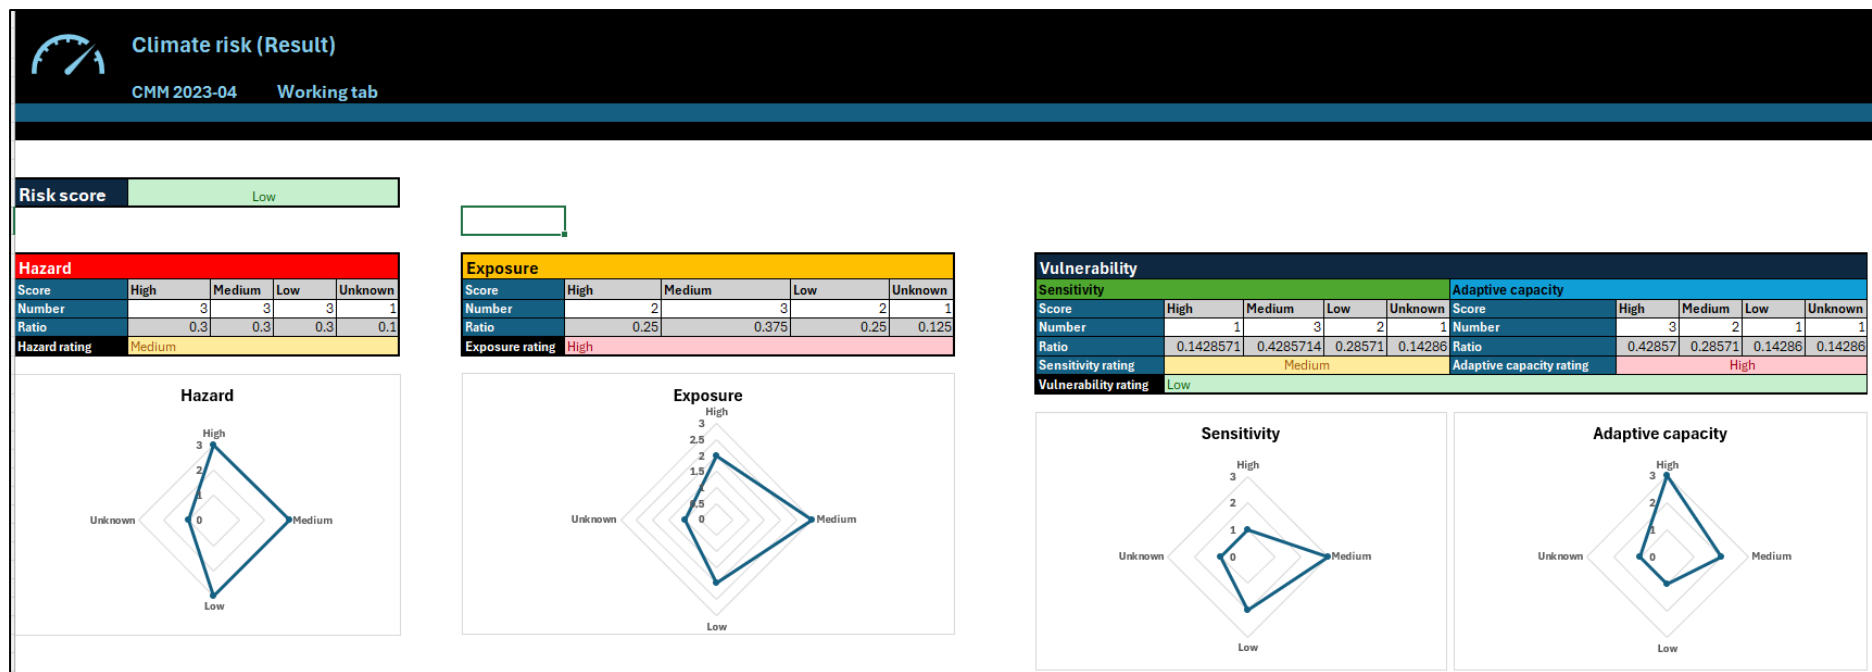 Climate risk (Result)
CMM 2023-04 Working tab
Risk score Low
Hazard
Score High Medium Low Unknown
Number 3 3 3 1
Ratio 0.3 0.3 0.3 0.1
Hazard rating Medium
Exposure
Score High Medium Low Unknown
Number 2 3 2 1
Ratio 0.25 0.375 0.25 0.125
Exposure rating High
Vulnerability
Sensitivity Adaptive capacity
Score High Medium Low Unknown Score High Medium Low Unknown
Number 1 3 2 1 Number 3 2 1 1
Ratio 0.1428571 0.4285714 0.28571 0.14286 Ratio 0.42857 0.28571 0.14286 0.14286
Sensitivity rating Medium Adaptive capacity rating High
Vulnerability rating Low
Hazard
High
3
2
1
Unknown 0 Medium
Low
Exposure
High
3
2.5
2
1.5
1
0.5
Unknown 0 Medium
Low
Sensitivity
High
3
2
1
Unknown 0 Medium
Low
Adaptive capacity
High
3
2
1
Unknown 0 Medium
Low